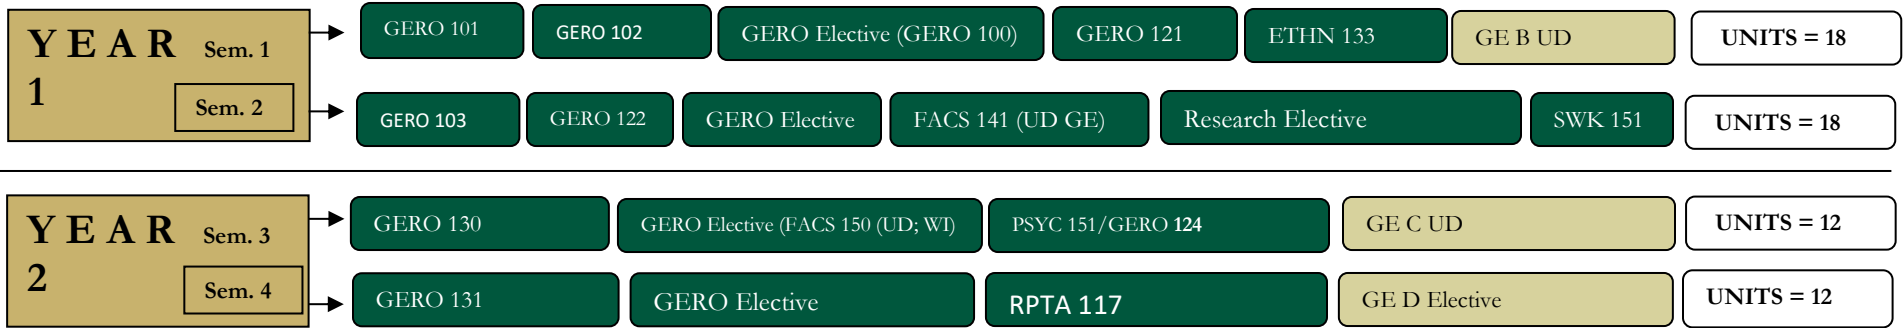 Y E A R Sem. 1
1
Sem. 2
GERO 101
GERO 102
GERO Elective (GERO 100)
GERO 121
ETHN 133
GE B UD
UNITS = 18
GERO 103
GERO 122
GERO Elective
FACS 141 (UD GE)
Research Elective
SWK 151
UNITS = 18
Y E A R Sem. 3
2
Sem. 4
GERO 130
GERO Elective (FACS 150 (UD; WI)
PSYC 151/GERO 124
GE C UD
UNITS = 12
GERO 131
GERO Elective
RPTA 117
GE D Elective
UNITS = 12